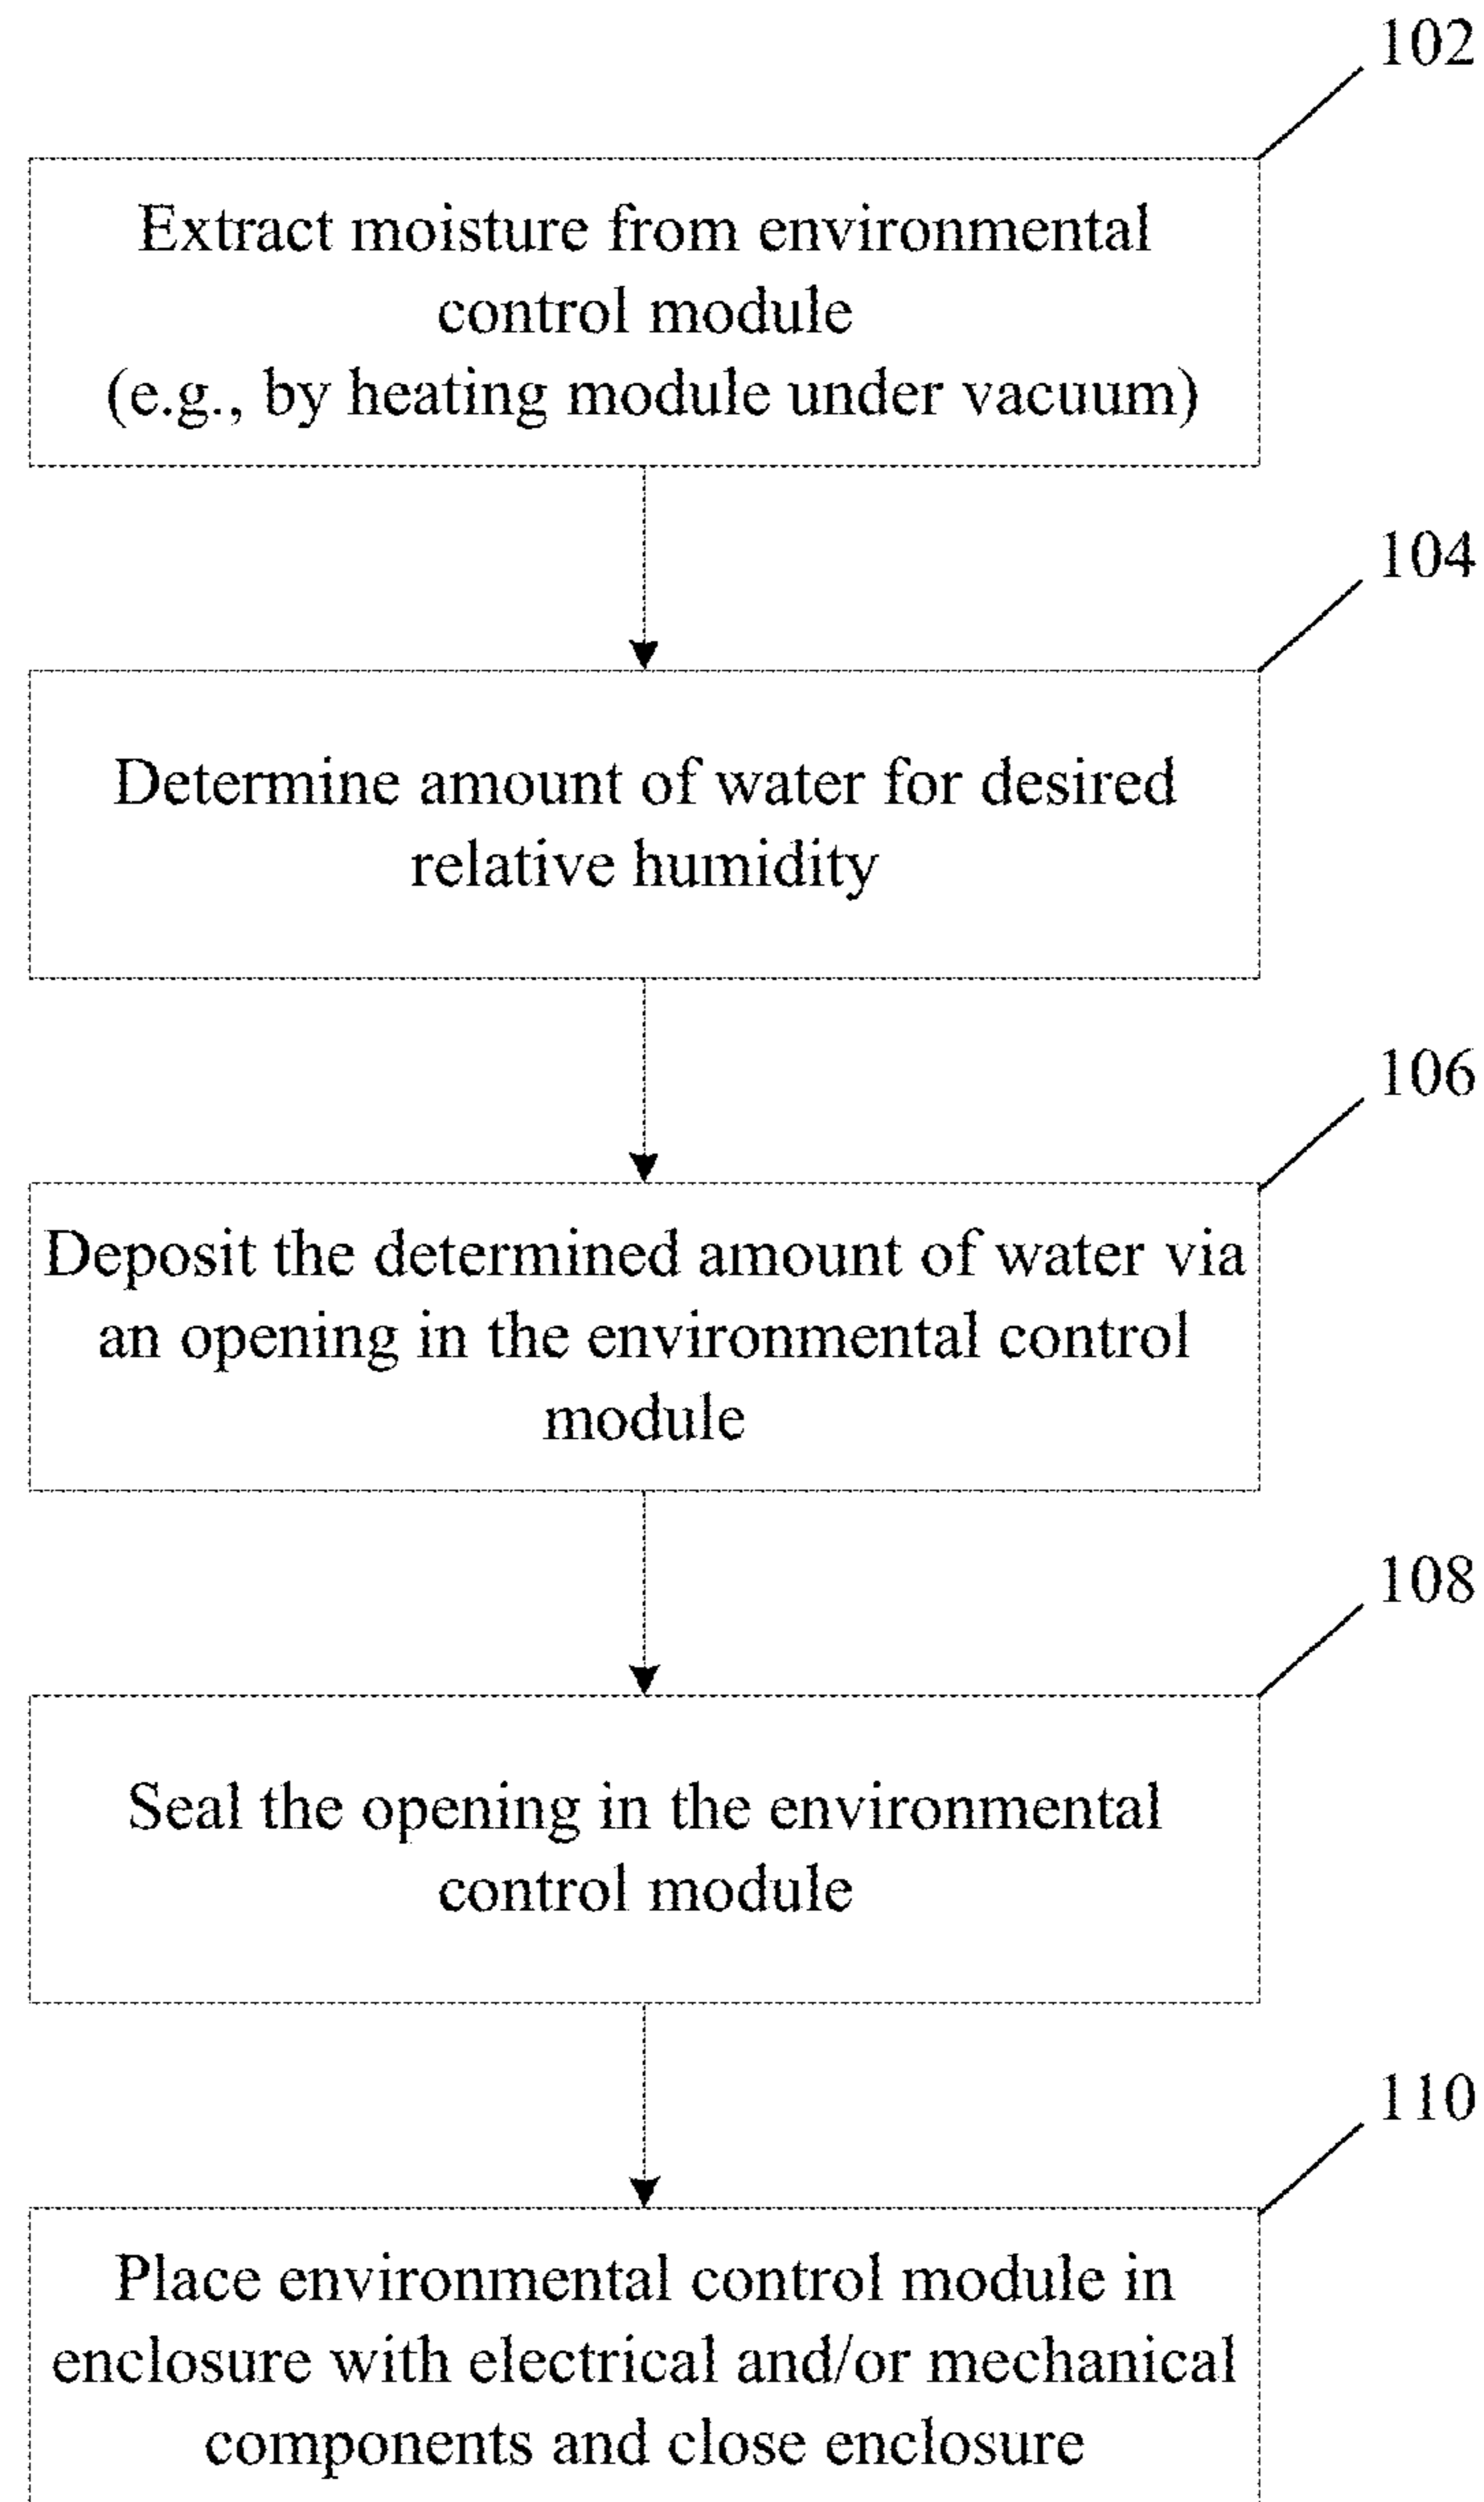 102
Extract moisture from environmental
control module
(e.g., by heating module under vacuum)
104
Determine amount of water for desired
relative humidity
106
Deposit the determined amount of water via
an opening in the environmental control
module
108
Seal the opening in the environmental
control module
110
Place environmental control module in
enclosure with electrical and/or mechanical
components and close enclosure